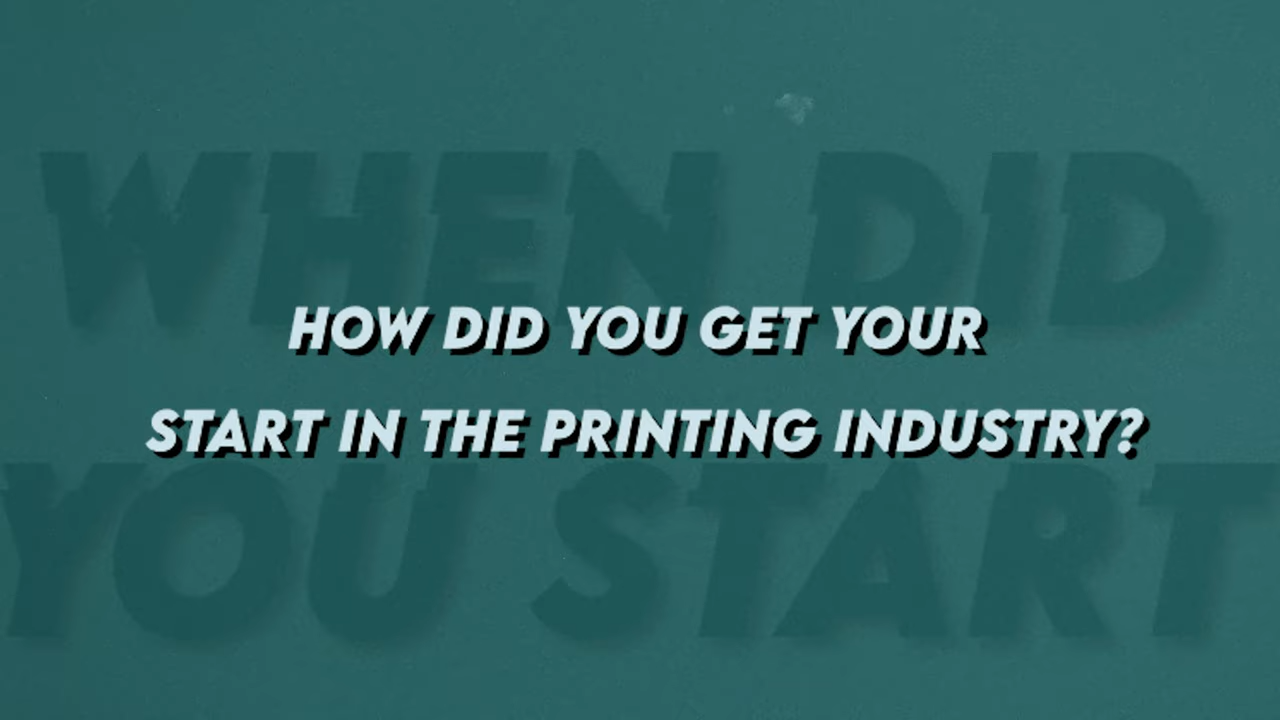 WHEN DID
HOW DID YOU GET YOUR
START IN THE PRINTING INDUSTRY?
YOU START